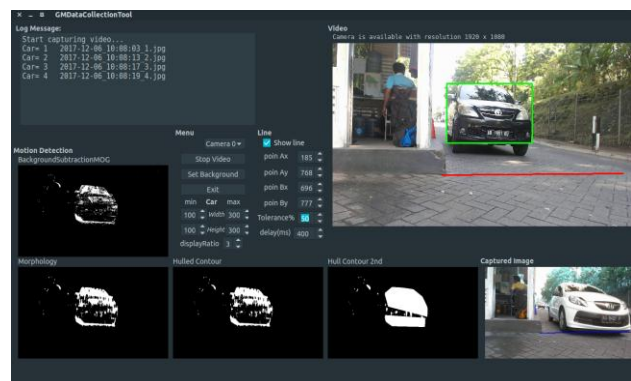 GMDataCollectionTool
Log Message:
Start capturing video...
Car= 1 2017-12-06_10:08:03_1.jpg
Car= 2 2017-12-06_10:08:13_2.jpg
Car= 3 2017-12-06_10:08:17_3.jpg
Car= 4 2017-12-06_10:08:19_4.jpg
Video
Camera is available with resolution 1920 x 1080
Menu
Camera 0
Stop Video
Set Background
Exit
min Car max
100 Width 300
100 Height 300
displayRatio 3
Line
Show line
poin Ax 185
poin Ay 768
poin Bx 696
poin By 777
Tolerance% 50
delay(ms) 400
Motion Detection
BackgroundSubtractionMOG
Morphology
Hulled Contour
Hull Contour 2nd
Captured Image